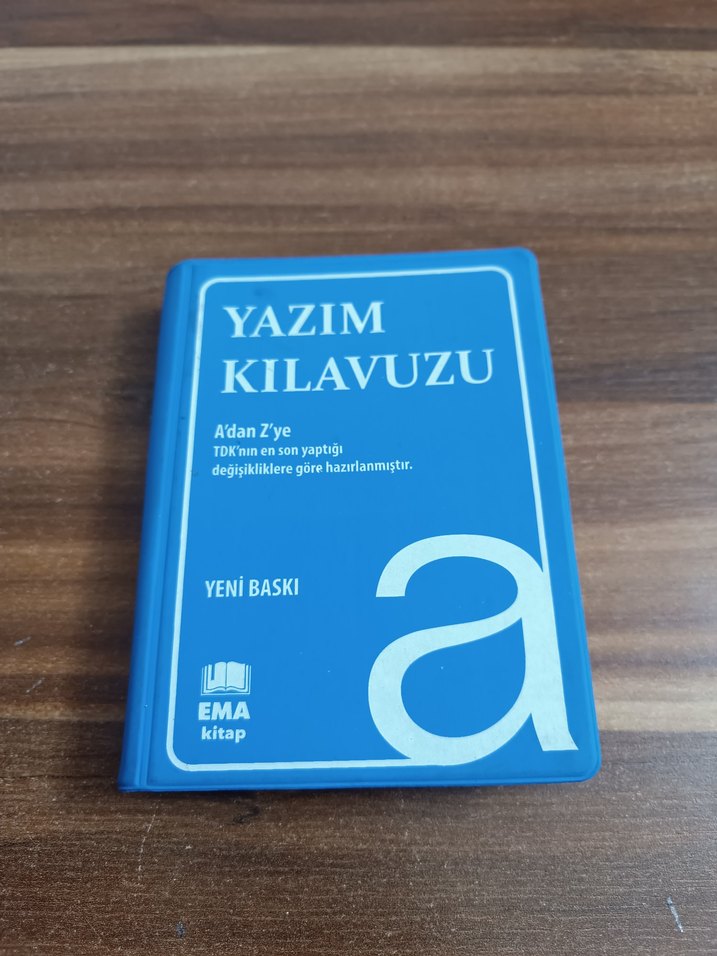 YAZIM
KILAVUZU
A'dan Z'ye
TDK'nın en son yaptığı
değişikliklere göre hazırlanmıştır.
YENİ BASKI
a
EMA
kitap